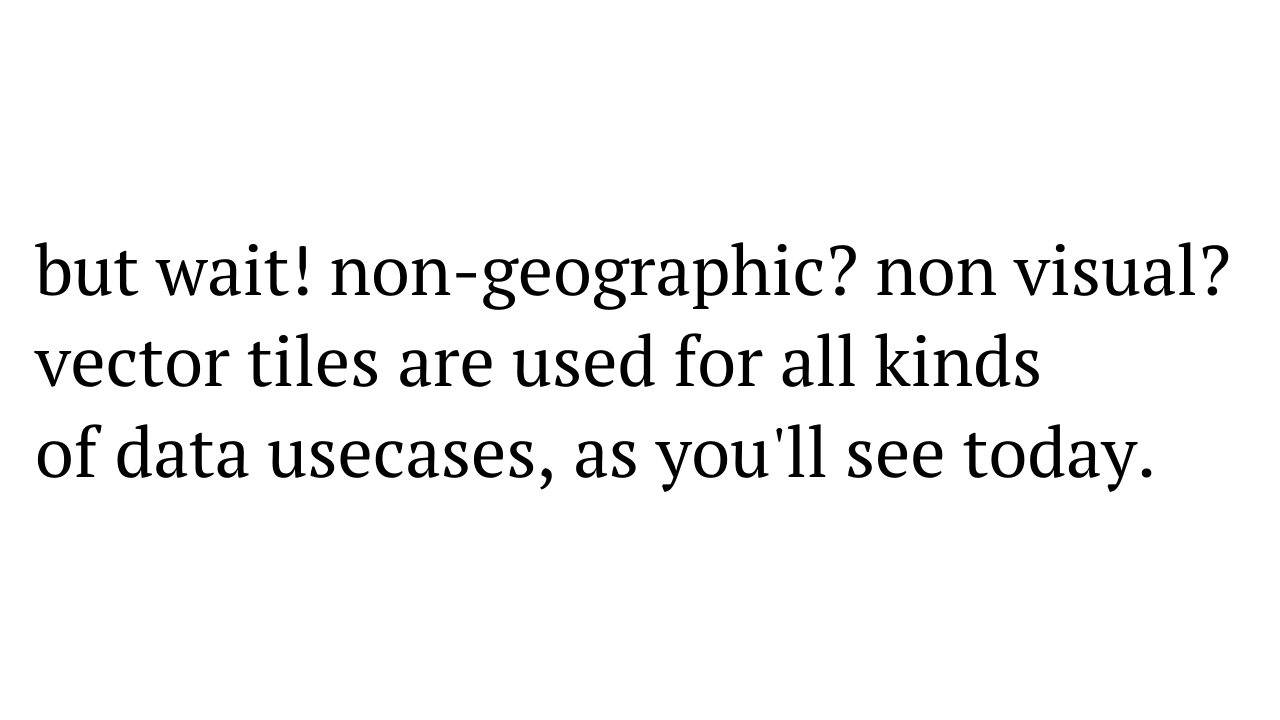 but wait! non-geographic? non visual?
vector tiles are used for all kinds
of data usecases, as you'll see today.